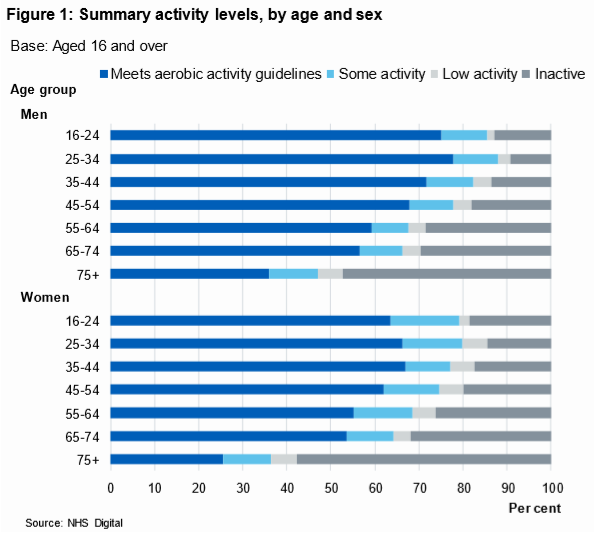 Figure 1: Summary activity levels, by age and sex
Base: Aged 16 and over
Meets aerobic activity guidelines Some activity Low activity Inactive
Age group
Men
16-24
25-34
35-44
45-54
55-64
65-74
75+
Women
16-24
25-34
35-44
45-54
55-64
65-74
75+
0 10 20 30 40 50 60 70 80 90 100
Per cent
Source: NHS Digital